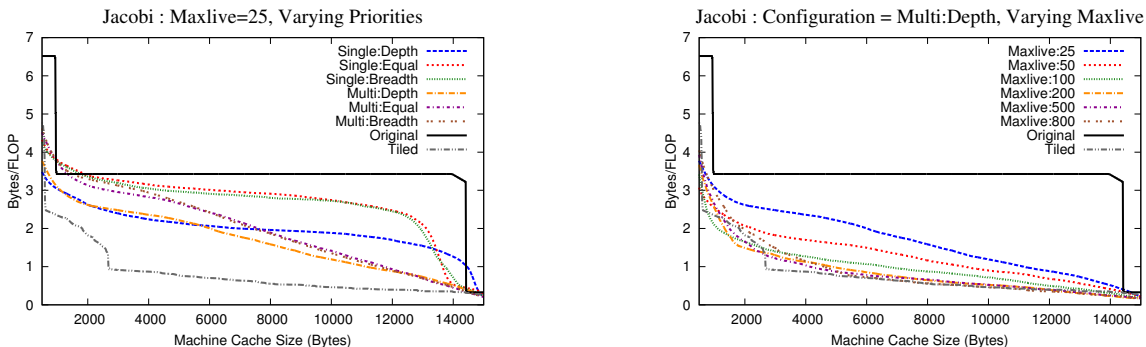 Jacobi : Maxlive=25, Varying Priorities
7
6
5
4
3
2
1
0
Bytes/FLOP
Single:Depth
Single:Equal
Single:Breadth
Multi:Depth
Multi:Equal
Multi:Breadth
Original
Tiled
2000 4000 6000 8000 10000 12000 14000
Machine Cache Size (Bytes)
Jacobi : Configuration = Multi:Depth, Varying Maxlive
7
6
5
4
3
2
1
0
Bytes/FLOP
Maxlive:25
Maxlive:50
Maxlive:100
Maxlive:200
Maxlive:500
Maxlive:800
Original
Tiled
2000 4000 6000 8000 10000 12000 14000
Machine Cache Size (Bytes)